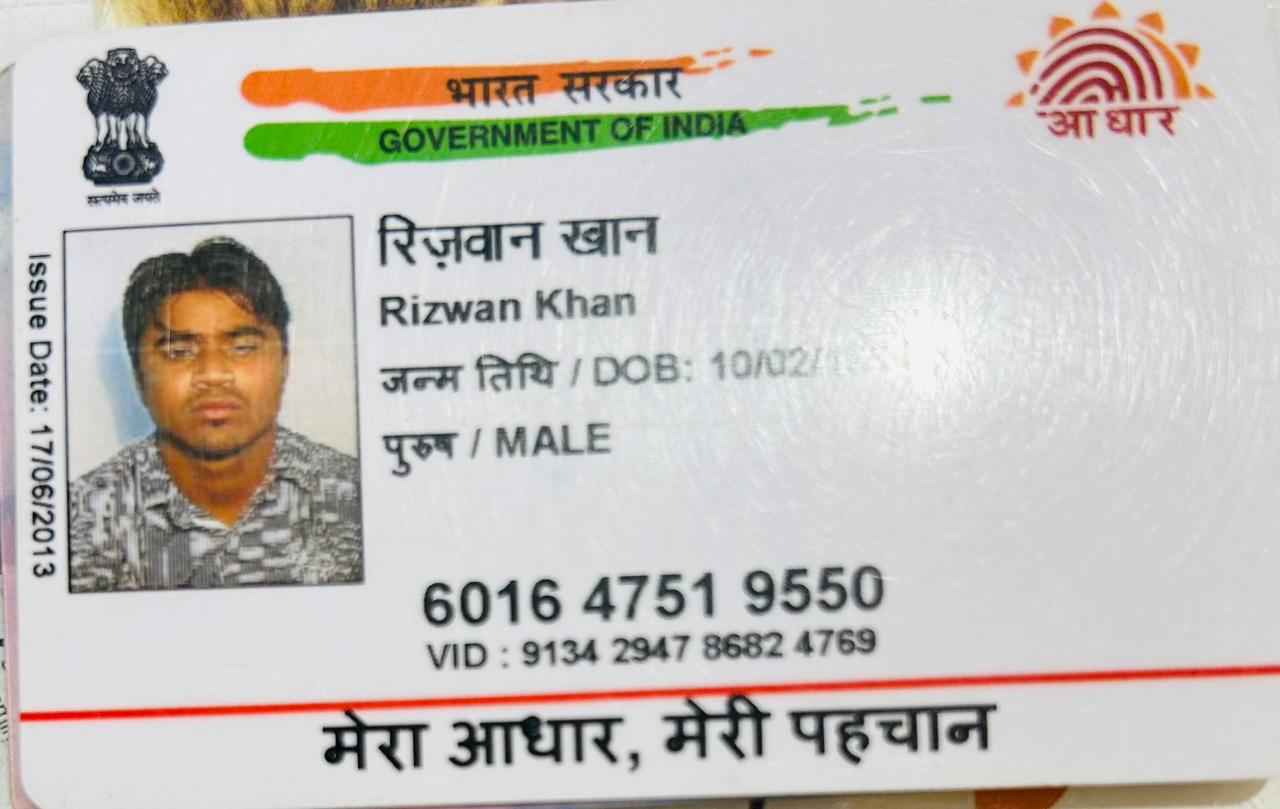 भारत सरकार
GOVERNMENT OF INDIA
आधार
सत्यमेव जयते
Issue Date: 17/06/2013
रिज़वान खान
Rizwan Khan
जन्म तिथि / DOB: 10/02/
पुरुष / MALE
6016 4751 9550
VID : 9134 2947 8682 4769
मेरा आधार, मेरी पहचान